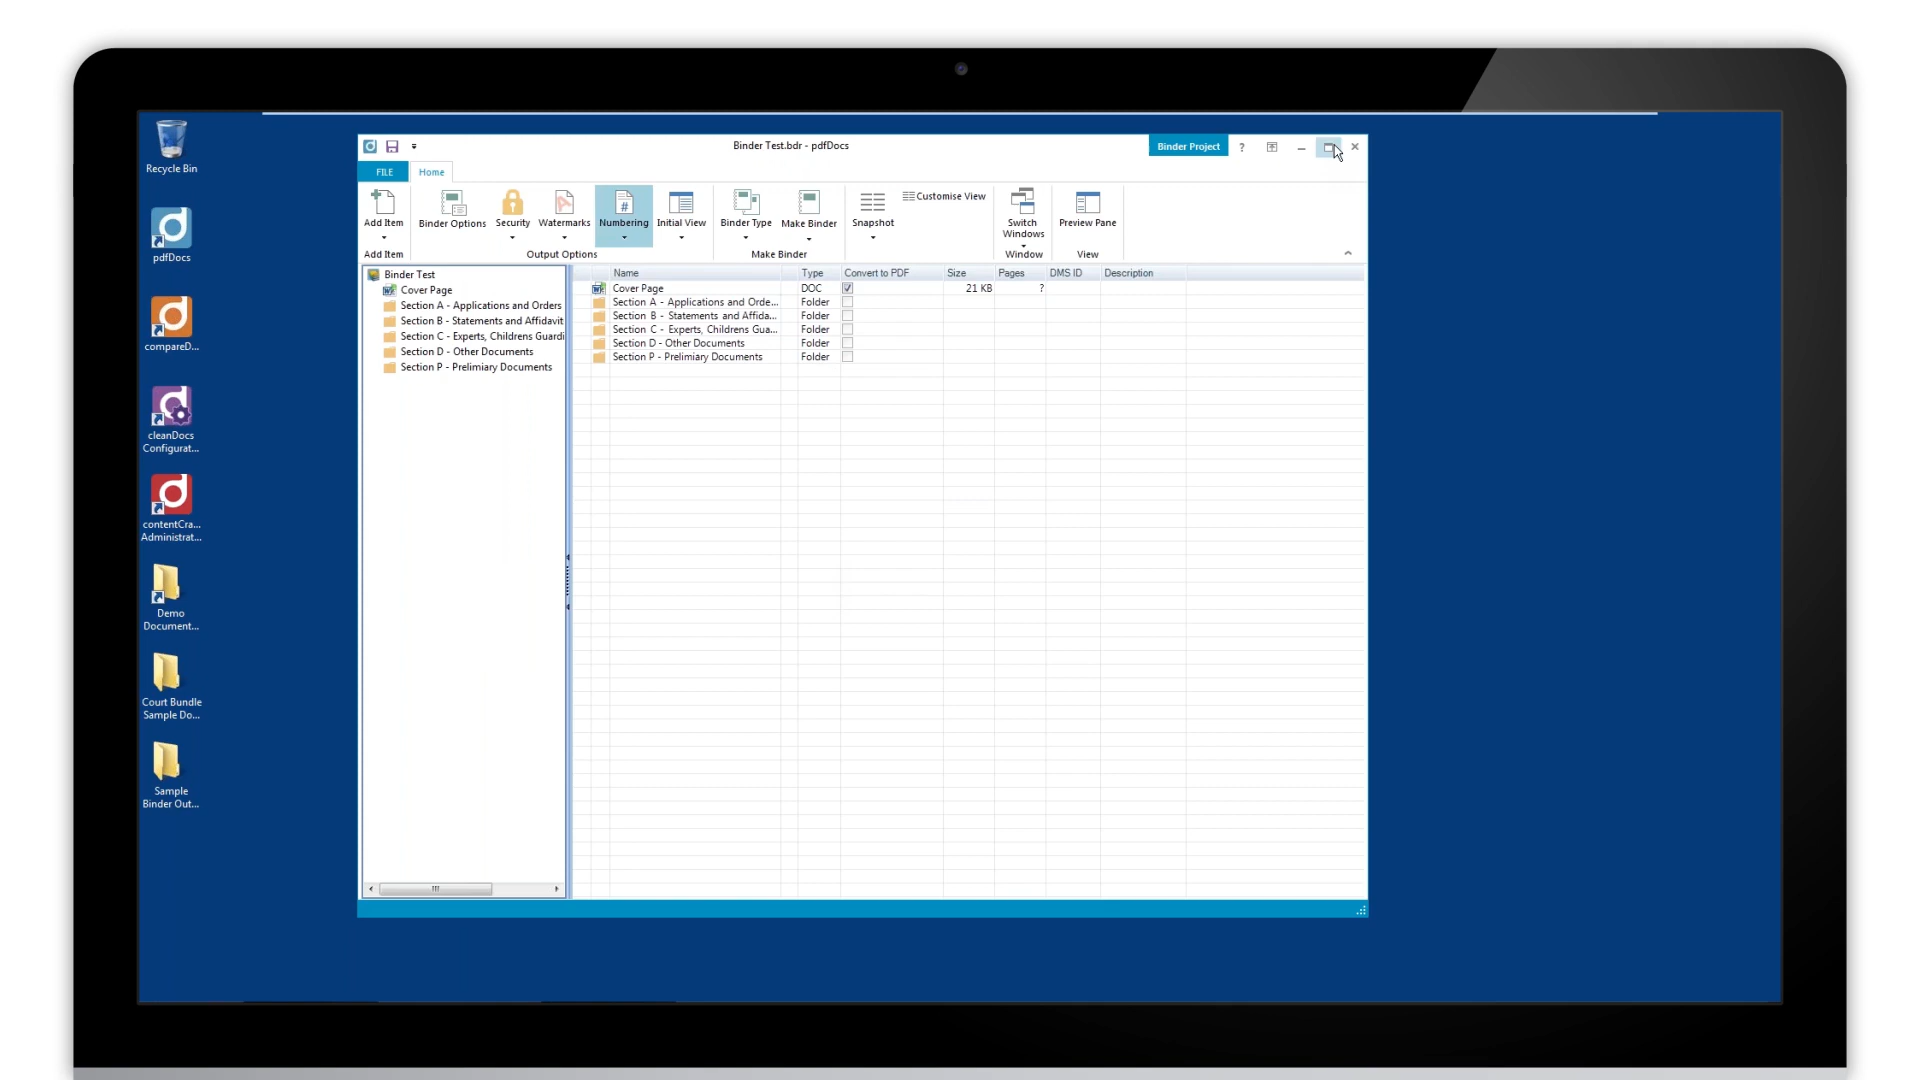 Recycle Bin
pdfDocs
compareD...
cleanDocs
Configurat...
contentCra...
Administrat...
Demo
Document...
Court Bundle
Sample Do...
Sample
Binder Out...
Binder Test.bdr - pdfDocs
Binder Project
?
FILE
Home
Add Item
Binder Options
Security
Watermarks
Numbering
Initial View
Binder Type
Make Binder
Snapshot
Customise View
Switch
Windows
Preview Pane
Add Item
Output Options
Make Binder
Window
View
Binder Test
Cover Page
Section A - Applications and Orders
Section B - Statements and Affidavit
Section C - Experts, Childrens Guardi
Section D - Other Documents
Section P - Prelimiary Documents
Name Type Convert to PDF Size Pages DMS ID Description
Cover Page DOC 21 KB ?
Section A - Applications and Orde... Folder
Section B - Statements and Affida... Folder
Section C - Experts, Childrens Gua... Folder
Section D - Other Documents Folder
Section P - Prelimiary Documents Folder